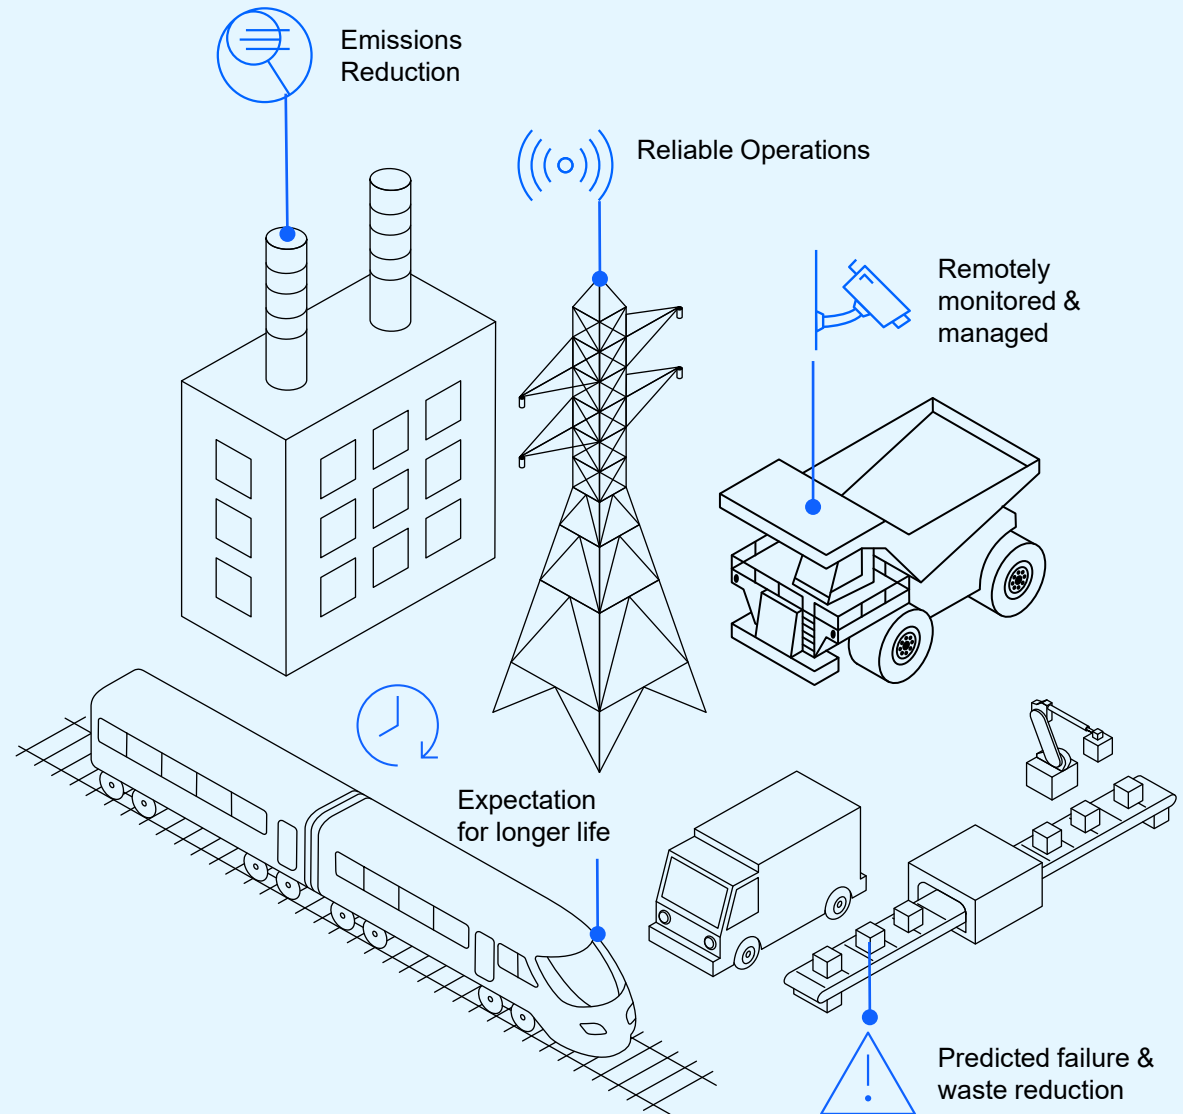 Emissions
Reduction
Reliable Operations
Remotely
monitored &
managed
Expectation
for longer life
Predicted failure &
waste reduction